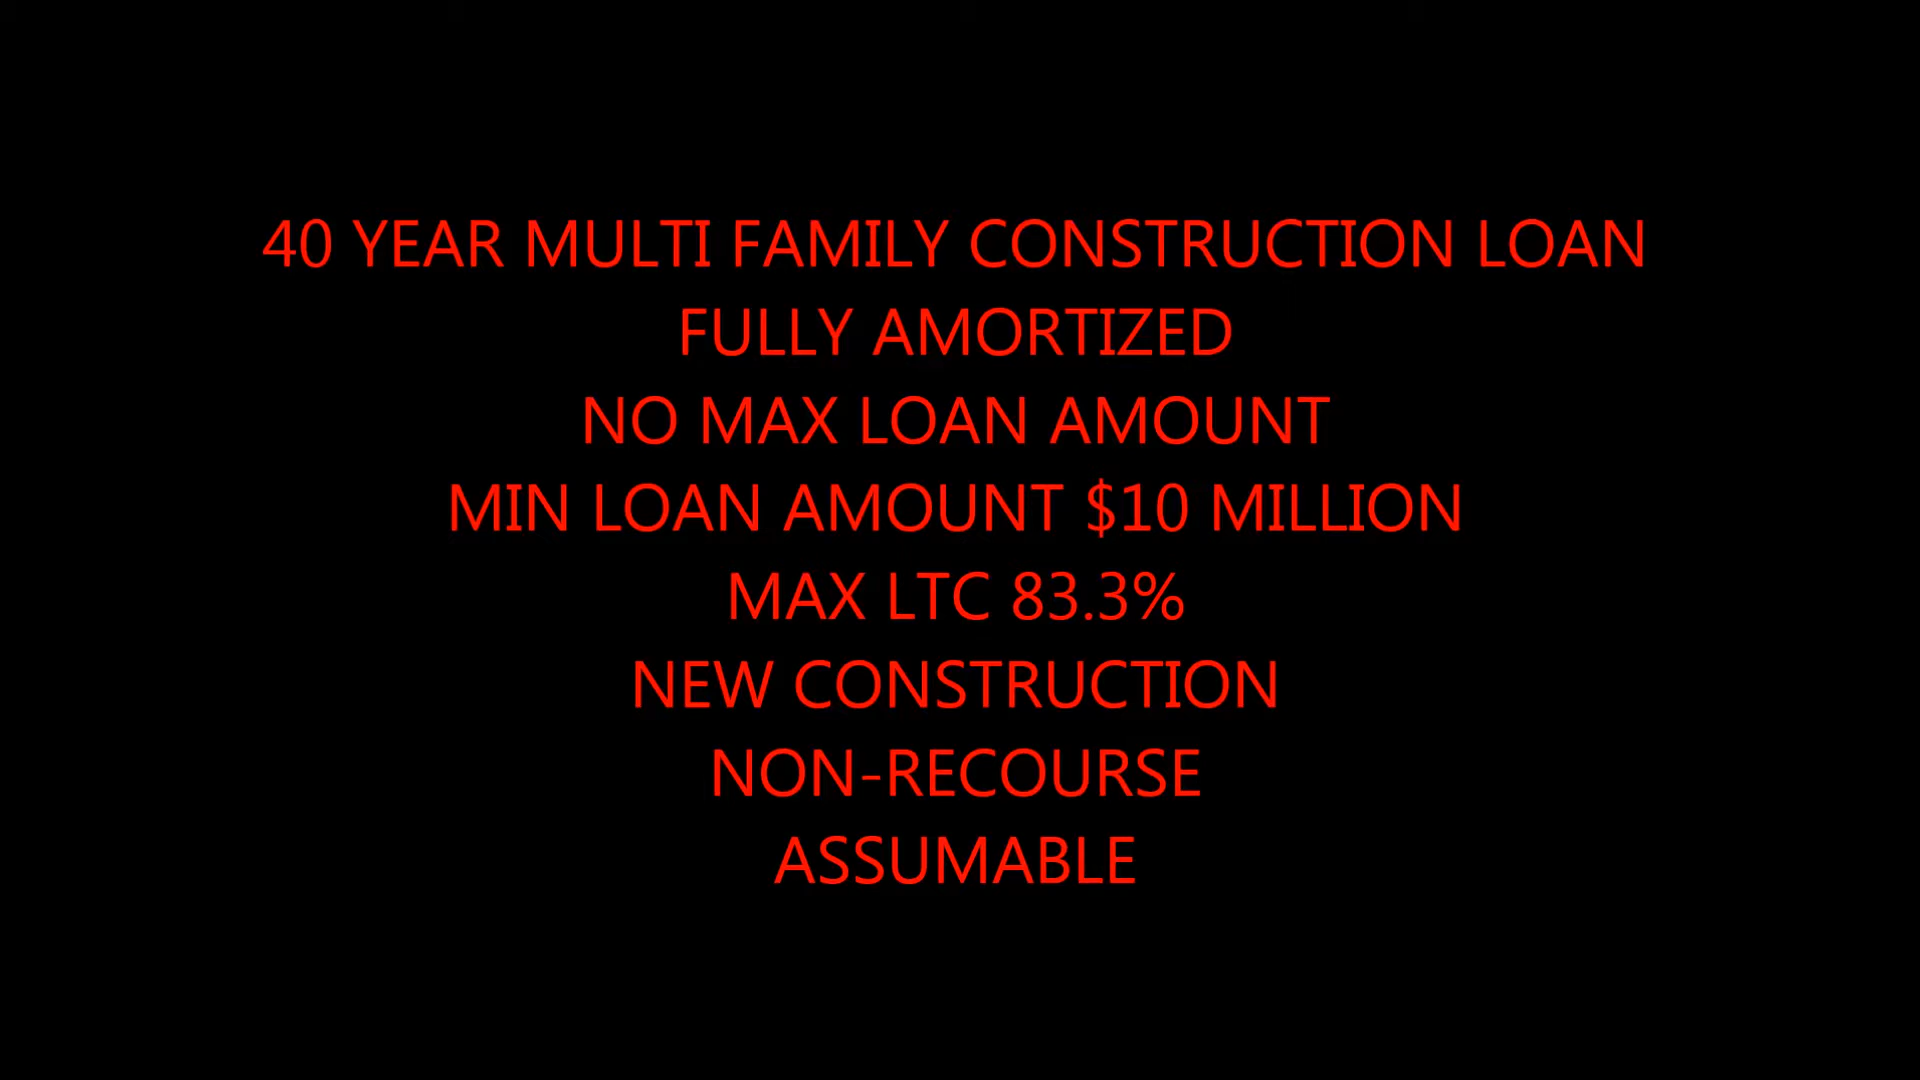 40 YEAR MULTI FAMILY CONSTRUCTION LOAN
FULLY AMORTIZED
NO MAX LOAN AMOUNT
MIN LOAN AMOUNT $10 MILLION
MAX LTC 83.3%
NEW CONSTRUCTION
NON-RECOURSE
ASSUMABLE